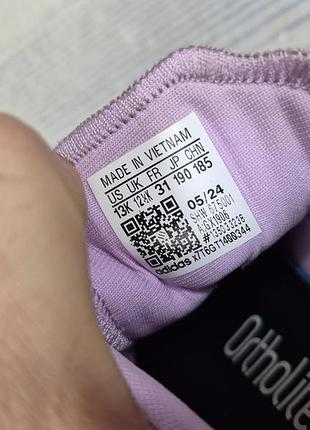 MADE IN VIETNAM
US UK FR JP CHN
13K 12½K 31 190 185
05/24
SHW 675001
adidas
Ortholite